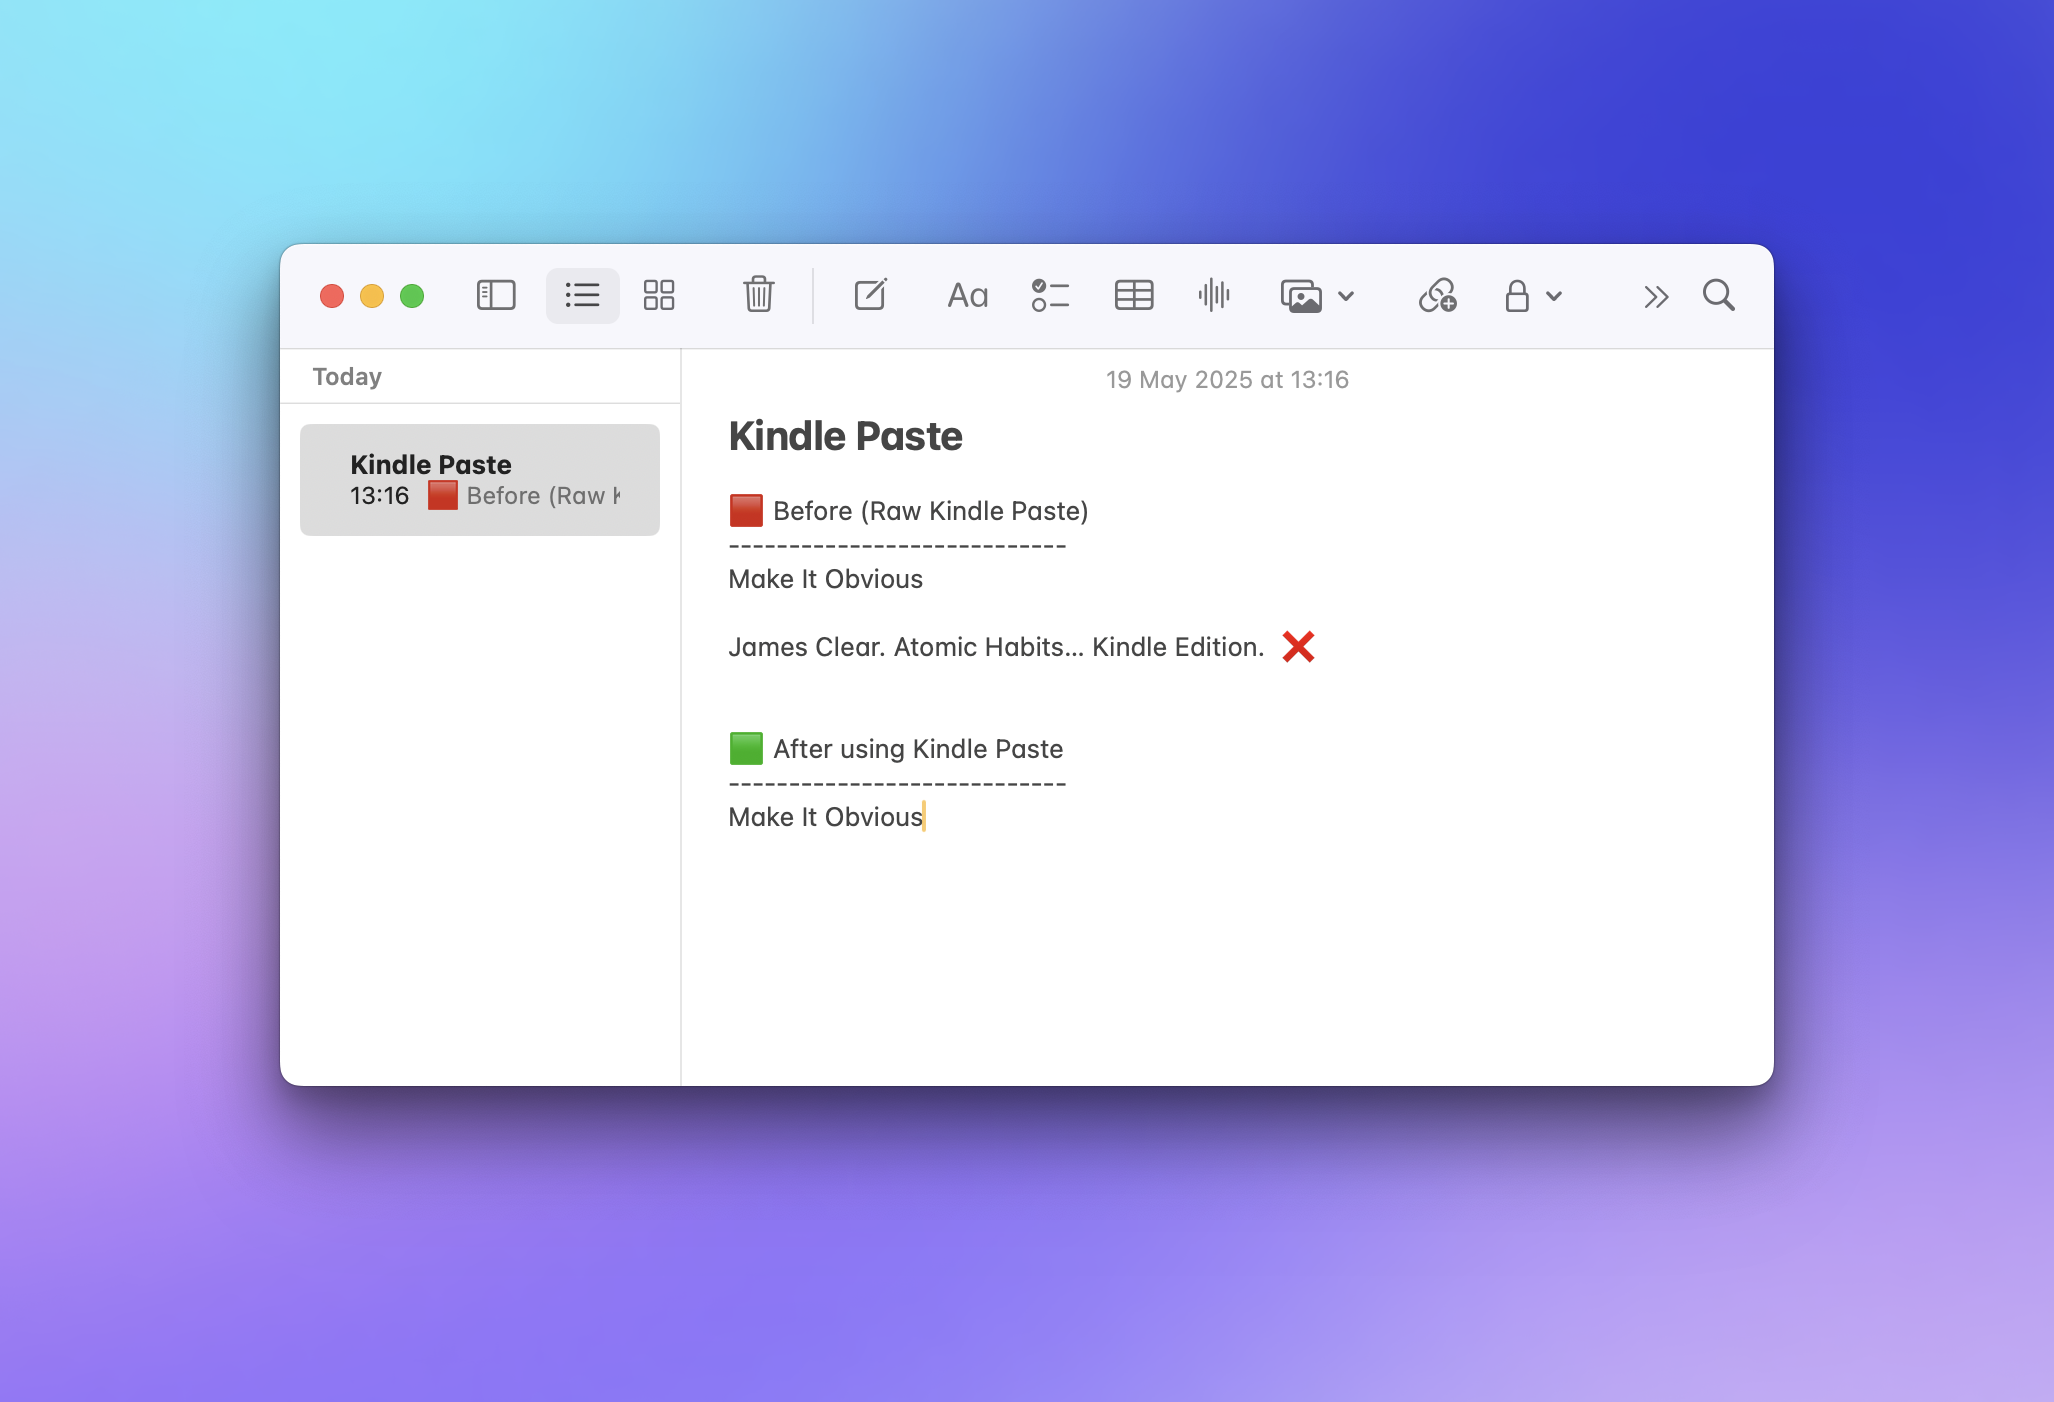 Aa
Today
Kindle Paste
13:16 🟥 Before (Raw K
19 May 2025 at 13:16
Kindle Paste
🟥 Before (Raw Kindle Paste)
----------------------------
Make It Obvious
James Clear. Atomic Habits... Kindle Edition. ❌
🟩 After using Kindle Paste
----------------------------
Make It Obvious